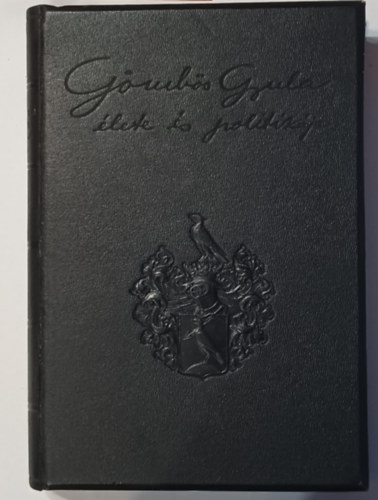 Gömbös Gyula
élete és politikája